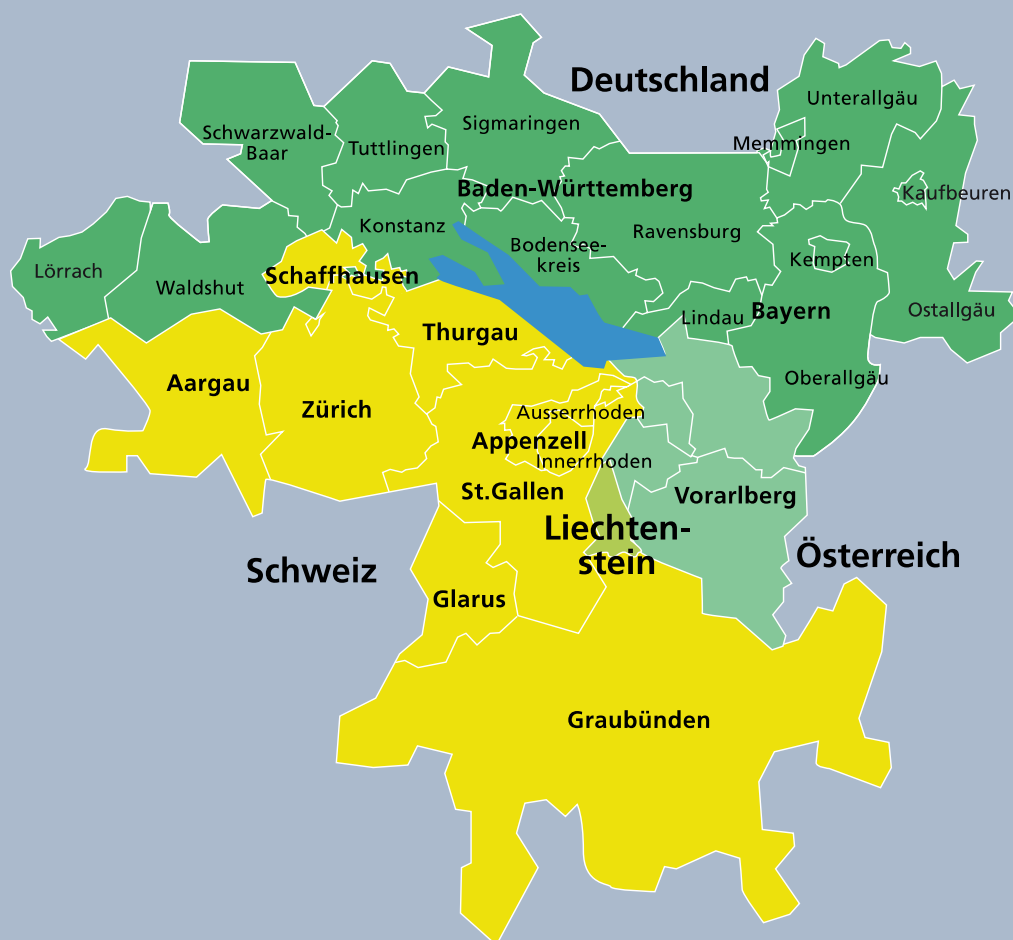 Deutschland
Unterallgäu
Sigmaringen
Schwarzwald-
Baar
Tuttlingen
Memmingen
Baden-Württemberg
Kaufbeuren
Konstanz
Ravensburg
Bodensee-
kreis
Kempten
Lörrach
Schaffhausen
Waldshut
Ostallgäu
Bayern
Lindau
Thurgau
Oberallgäu
Aargau
Zürich
Ausserrhoden
Appenzell
Innerrhoden
St.Gallen
Vorarlberg
Liechten-
stein
Österreich
Schweiz
Glarus
Graubünden